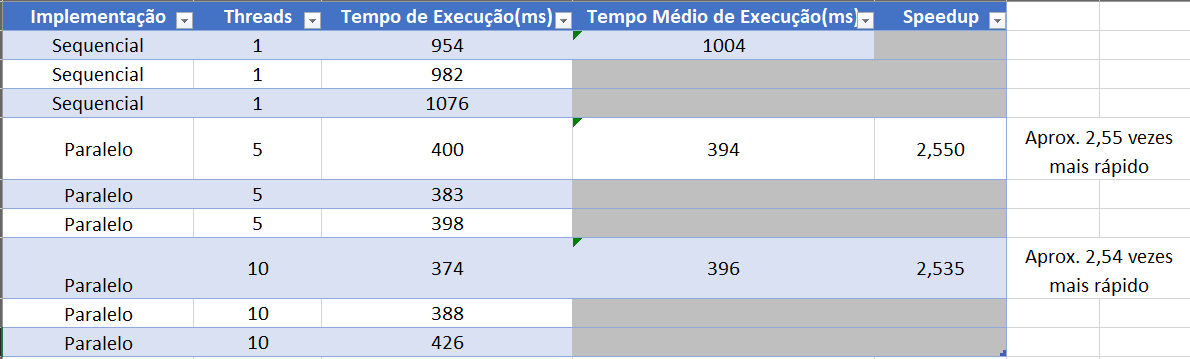 Implementação Threads Tempo de Execução(ms) Tempo Médio de Execução(ms) Speedup
Sequencial 1 954 1004
Sequencial 1 982
Sequencial 1 1076
Paralelo 5 400 394 2,550 Aprox. 2,55 vezes
mais rápido
Paralelo 5 383
Paralelo 5 398
Paralelo 10 374 396 2,535 Aprox. 2,54 vezes
mais rápido
Paralelo 10 388
Paralelo 10 426